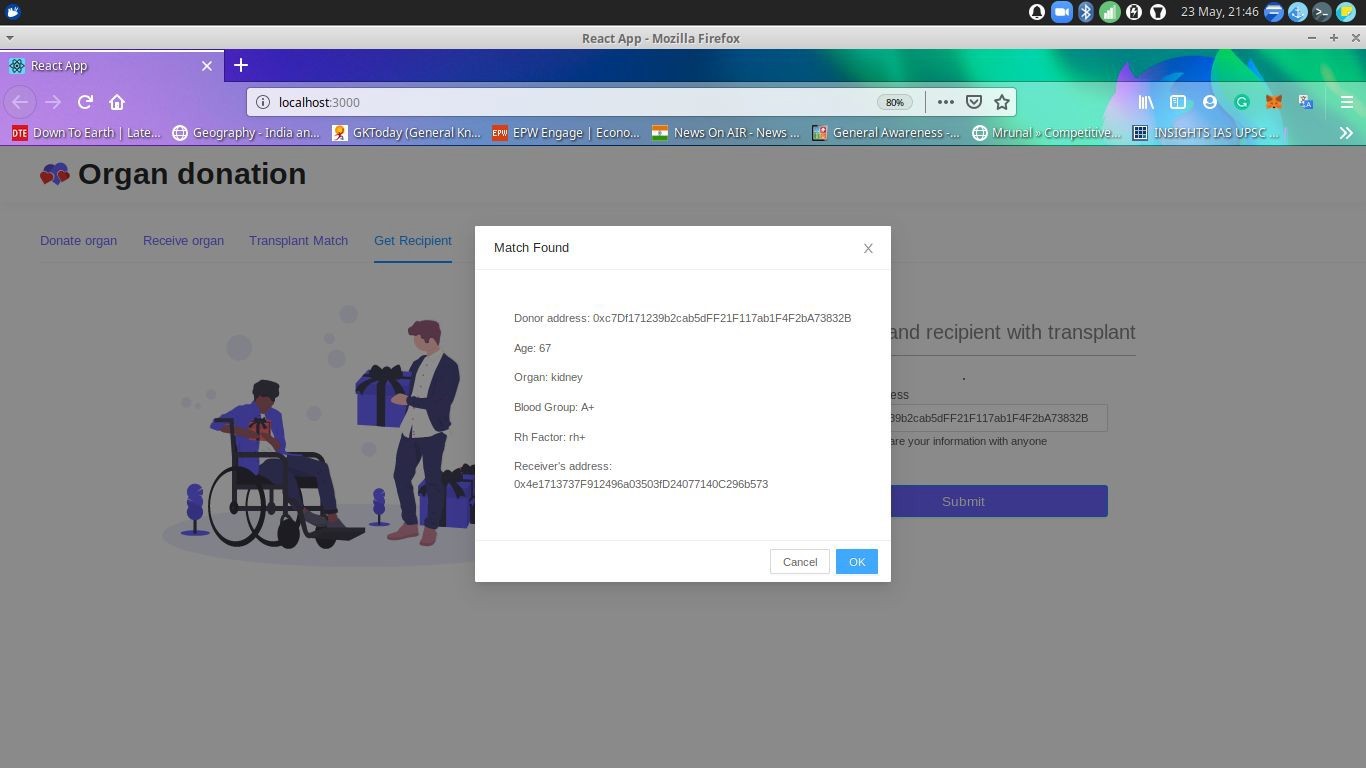 23 May, 21:46
React App - Mozilla Firefox
React App
localhost:3000
80%
Down To Earth | Late...
Geography - India an...
GKToday (General Kn...
EPW Engage | Econo...
News On AIR - News ...
General Awareness -...
Mrunal » Competitive...
INSIGHTS IAS UPSC ...
Organ donation
Donate organ
Receive organ
Transplant Match
Get Recipient
Match Found
Donor address: 0xc7Df171239b2cab5dFF21F117ab1F4F2bA73832B
Age: 67
Organ: kidney
Blood Group: A+
Rh Factor: rh+
Receiver's address:
0x4e1713737F912496a03503fD24077140C296b573
Cancel
OK
and recipient with transplant
.
ess
39b2cab5dFF21F117ab1F4F2bA73832B
are your information with anyone
Submit